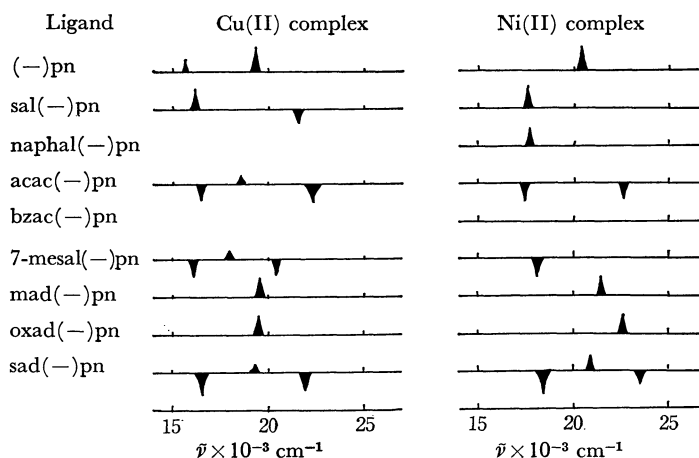 Ligand Cu(II) complex Ni(II) complex
(−)pn
sal(−)pn
naphal(−)pn
acac(−)pn
bzac(−)pn
7-mesal(−)pn
mad(−)pn
oxad(−)pn
sad(−)pn
15 20 25 15 20 25
ν̃ × 10⁻³ cm⁻¹ ν̃ × 10⁻³ cm⁻¹